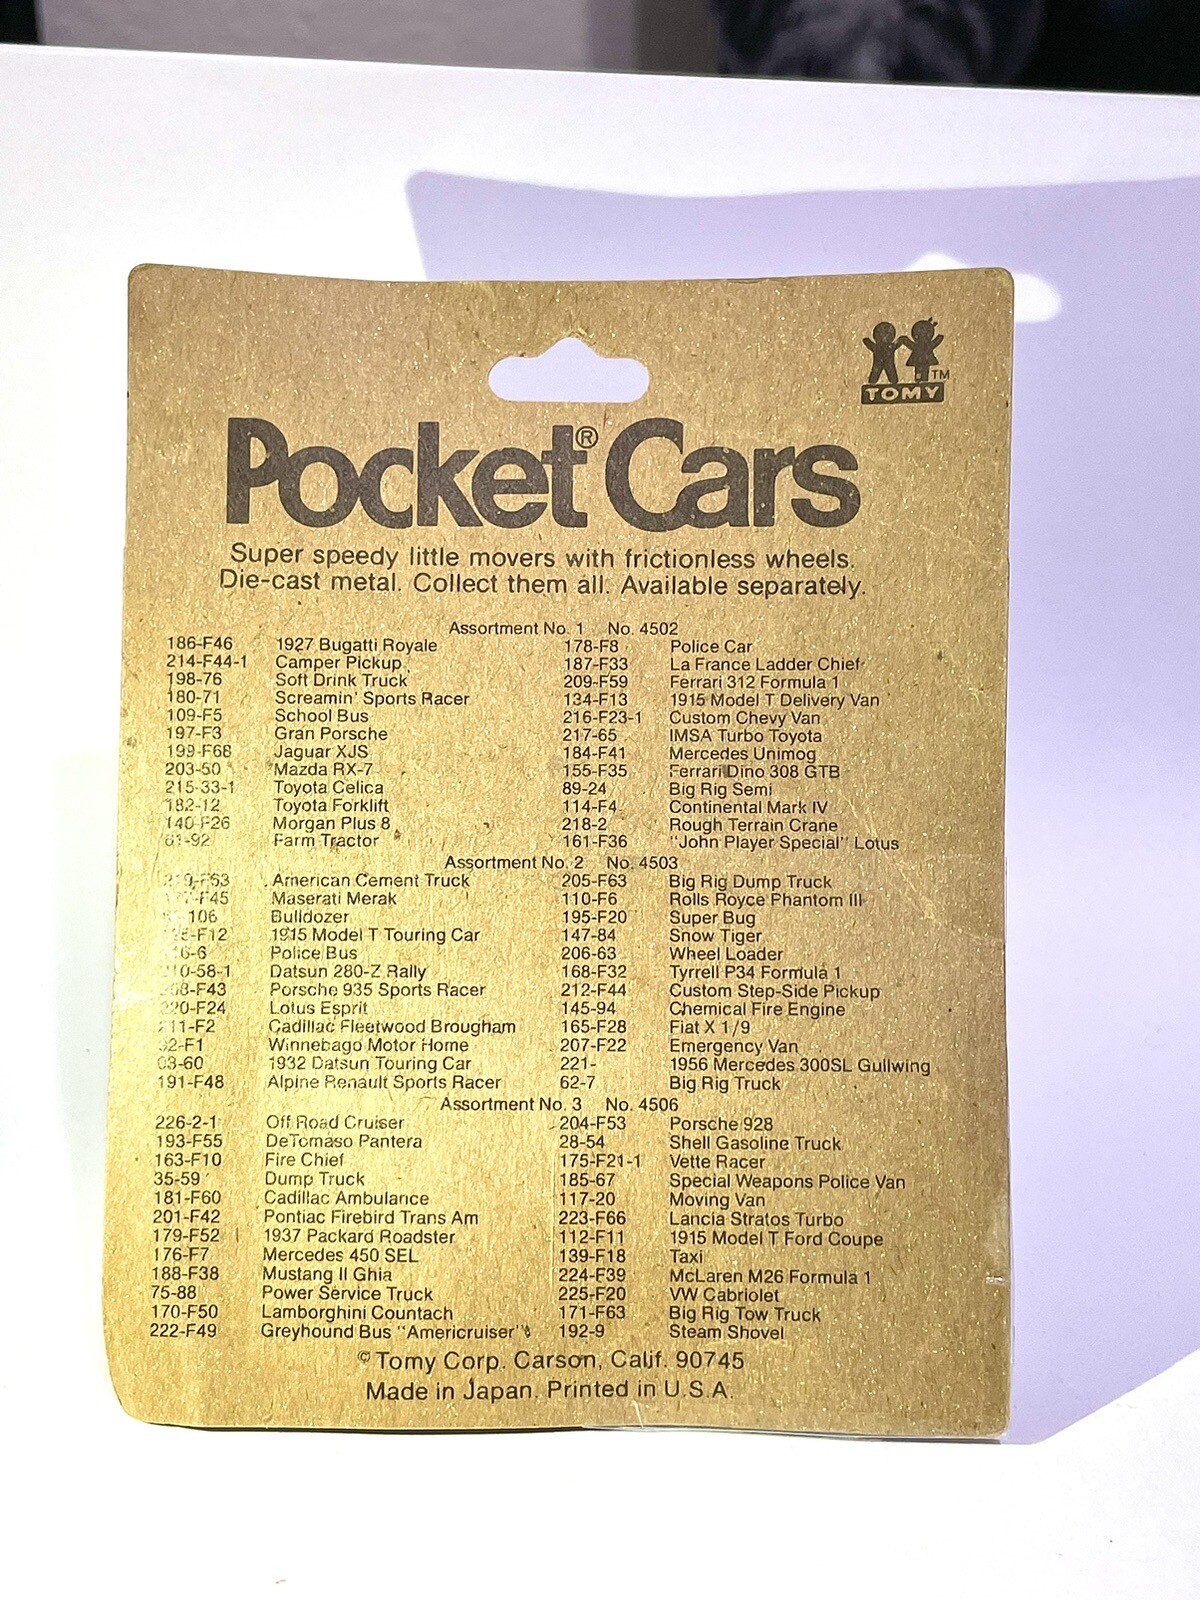 TOMY TM
Pocket® Cars
Super speedy little movers with frictionless wheels.
Die-cast metal. Collect them all. Available separately.
Assortment No. 1 No. 4502
186-F46 1927 Bugatti Royale 178-F8 Police Car
214-F44-1 Camper Pickup 187-F33 La France Ladder Chief
198-76 Soft Drink Truck 209-F59 Ferrari 312 Formula 1
180-71 Screamin' Sports Racer 134-F13 1915 Model T Delivery Van
109-F5 School Bus 216-F23-1 Custom Chevy Van
197-F3 Gran Porsche 217-65 IMSA Turbo Toyota
199-F68 Jaguar XJS 184-F41 Mercedes Unimog
203-50 Mazda RX-7 155-F35 Ferrari Dino 308 GTB
215-33-1 Toyota Celica 89-24 Big Rig Semi
182-12 Toyota Forklift 114-F4 Continental Mark IV
140-F26 Morgan Plus 8 218-2 Rough Terrain Crane
61-92 Farm Tractor 161-F36 "John Player Special" Lotus
Assortment No. 2 No. 4503
American Cement Truck 205-F63 Big Rig Dump Truck
Maserati Merak 110-F6 Rolls Royce Phantom III
Bulldozer 195-F20 Super Bug
1915 Model T Touring Car 147-84 Snow Tiger
Police Bus 206-63 Wheel Loader
Datsun 280-Z Rally 168-F32 Tyrrell P34 Formula 1
Porsche 935 Sports Racer 212-F44 Custom Step-Side Pickup
Lotus Esprit 145-94 Chemical Fire Engine
Cadillac Fleetwood Brougham 165-F28 Fiat X 1/9
Winnebago Motor Home 207-F22 Emergency Van
1932 Datsun Touring Car 221- 1956 Mercedes 300SL Gullwing
191-F48 Alpine Renault Sports Racer 62-7 Big Rig Truck
Assortment No. 3 No. 4506
226-2-1 Off Road Cruiser 204-F53 Porsche 928
193-F55 DeTomaso Pantera 28-54 Shell Gasoline Truck
163-F10 Fire Chief 175-F21-1 Vette Racer
35-59 Dump Truck 185-67 Special Weapons Police Van
181-F60 Cadillac Ambulance 117-20 Moving Van
201-F42 Pontiac Firebird Trans Am 223-F66 Lancia Stratos Turbo
179-F52 1937 Packard Roadster 112-F11 1915 Model T Ford Coupe
176-F7 Mercedes 450 SEL 139-F18 Taxi
188-F38 Mustang II Ghia 224-F39 McLaren M26 Formula 1
75-88 Power Service Truck 225-F20 VW Cabriolet
170-F50 Lamborghini Countach 171-F63 Big Rig Tow Truck
222-F49 Greyhound Bus "Americruiser" 192-9 Steam Shovel
© Tomy Corp. Carson, Calif. 90745
Made in Japan. Printed in U.S.A.